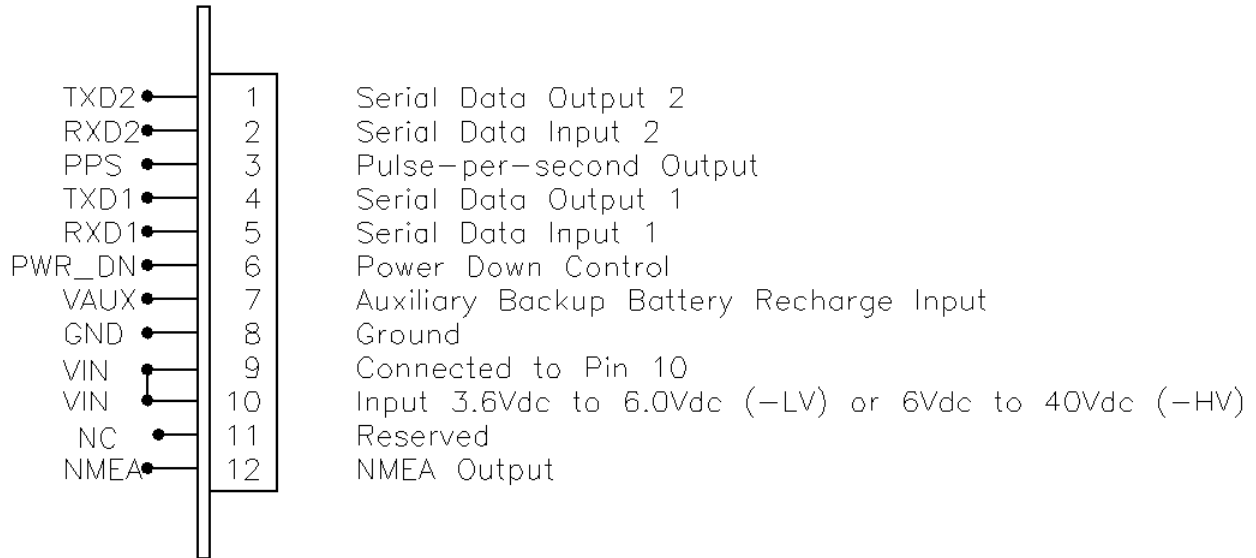 TXD2 1 Serial Data Output 2
RXD2 2 Serial Data Input 2
PPS 3 Pulse-per-second Output
TXD1 4 Serial Data Output 1
RXD1 5 Serial Data Input 1
PWR_DN 6 Power Down Control
VAUX 7 Auxiliary Backup Battery Recharge Input
GND 8 Ground
VIN 9 Connected to Pin 10
VIN 10 Input 3.6Vdc to 6.0Vdc (-LV) or 6Vdc to 40Vdc (-HV)
NC 11 Reserved
NMEA 12 NMEA Output